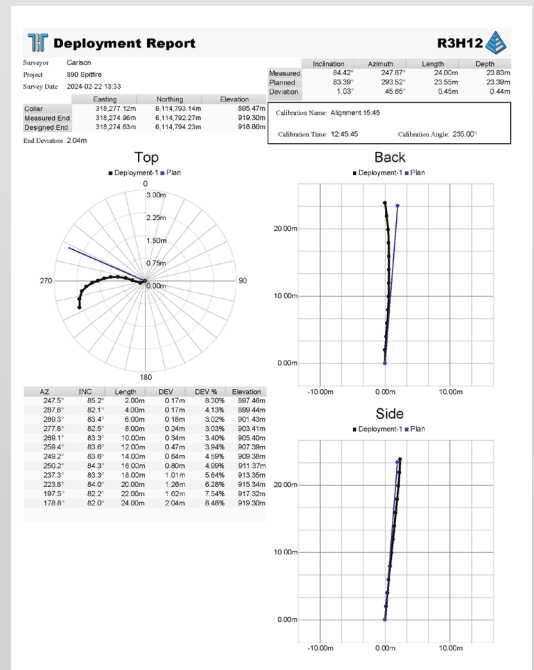 Deployment Report
R3H12
Surveyor Carlson
Project 890 Spitfire
Survey Date 2024-02-22 13:33
Inclination Azimuth Length Depth
Measured 84.42° 247.87° 24.00m 23.83m
Planned 83.39° 293.52° 23.55m 23.39m
Deviation 1.03° 45.65° 0.45m 0.44m
Easting Northing Elevation
Collar 318,277.12m 6,114,793.14m 895.47m
Measured End 318,274.96m 6,114,792.27m 919.30m
Designed End 318,274.63m 6,114,794.23m 918.86m
End Deviation 2.04m
Calibration Name: Alignment 15:45
Calibration Time: 12:45:45 Calibration Angle: 235.00°
Top
Deployment-1 Plan
0
3.00m
2.25m
1.50m
0.75m
0.00m
270
90
180
Back
Deployment-1 Plan
20.00m
10.00m
0.00m
-10.00m 0.00m 10.00m
AZ INC Length DEV DEV % Elevation
247.5° 85.2° 2.00m 0.17m 8.30% 897.46m
287.6° 82.1° 4.00m 0.17m 4.13% 899.44m
289.3° 83.4° 6.00m 0.18m 3.02% 901.43m
277.8° 82.5° 8.00m 0.24m 3.03% 903.41m
269.1° 83.3° 10.00m 0.34m 3.40% 905.40m
259.4° 83.6° 12.00m 0.47m 3.94% 907.39m
249.2° 83.6° 14.00m 0.64m 4.59% 909.38m
250.2° 84.3° 16.00m 0.80m 4.99% 911.37m
237.3° 83.3° 18.00m 1.01m 5.64% 913.35m
223.8° 84.0° 20.00m 1.26m 6.28% 915.34m
197.5° 82.2° 22.00m 1.62m 7.34% 917.32m
178.8° 82.0° 24.00m 2.04m 8.48% 919.30m
Side
Deployment-1 Plan
20.00m
10.00m
0.00m
-10.00m 0.00m 10.00m